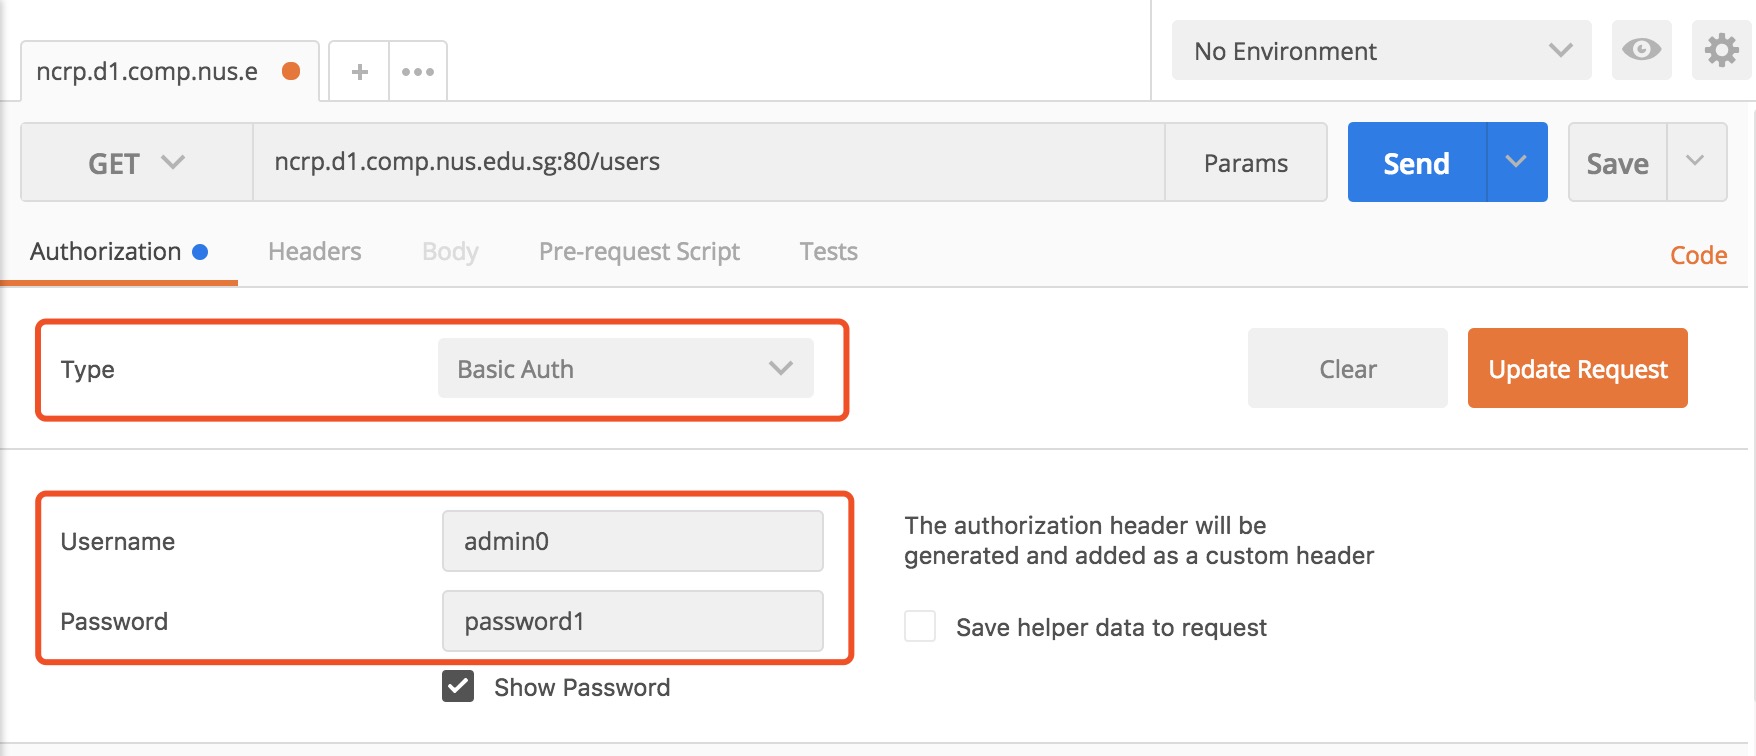 ncrp.d1.comp.nus.e
No Environment
GET
ncrp.d1.comp.nus.edu.sg:80/users
Params
Send
Save
Authorization
Headers
Body
Pre-request Script
Tests
Code
Type
Basic Auth
Clear
Update Request
Username
admin0
Password
password1
Show Password
The authorization header will be
generated and added as a custom header
Save helper data to request